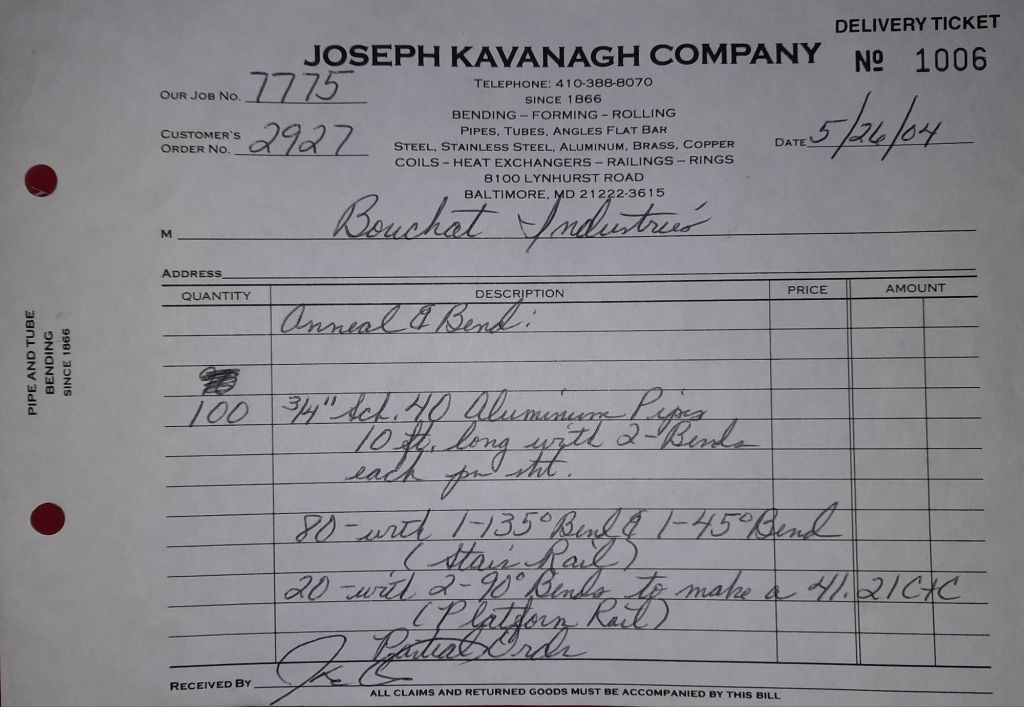 DELIVERY TICKET
JOSEPH KAVANAGH COMPANY
Nº 1006
TELEPHONE: 410-388-8070
OUR JOB NO. 7775
SINCE 1866
BENDING – FORMING – ROLLING
PIPES, TUBES, ANGLES FLAT BAR
CUSTOMER'S
ORDER NO. 2927
DATE 5/26/04
STEEL, STAINLESS STEEL, ALUMINUM, BRASS, COPPER
COILS – HEAT EXCHANGERS – RAILINGS – RINGS
8100 LYNHURST ROAD
BALTIMORE, MD 21222-3615
M Bouchat Industries
ADDRESS
QUANTITY DESCRIPTION PRICE AMOUNT
Anneal & Bend:
100 3/4" Sch. 40 Aluminum Pipes
10 ft. long with 2-Bends
each per sht.
80-with 1-135° Bend & 1-45° Bend
(Stair Rail)
20-with 2-90° Bends to make a 41.21 C+C
(Platform Rail)
Partial Order
RECEIVED BY
ALL CLAIMS AND RETURNED GOODS MUST BE ACCOMPANIED BY THIS BILL
PIPE AND TUBE
BENDING
SINCE 1866